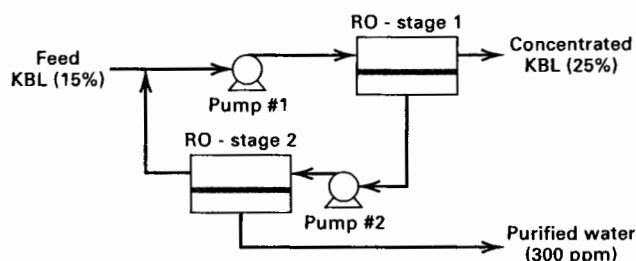 RO - stage 1
Feed
KBL (15%)
Concentrated
KBL (25%)
Pump #1
RO - stage 2
Pump #2
Purified water
(300 ppm)